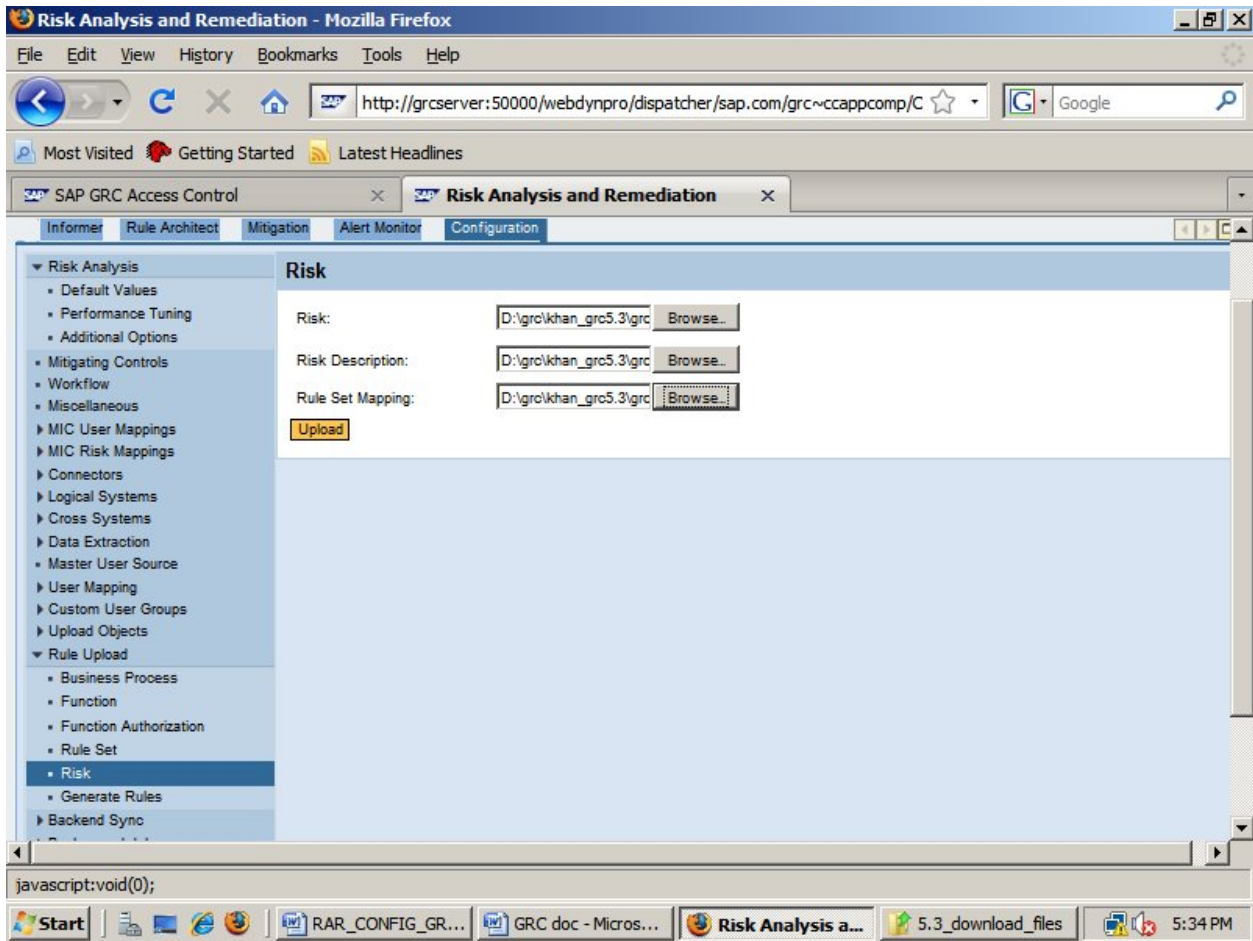 Risk Analysis and Remediation - Mozilla Firefox
File Edit View History Bookmarks Tools Help
SAP http://grcserver:50000/webdynpro/dispatcher/sap.com/grc~ccappcomp/C G Google
Most Visited Getting Started Latest Headlines
SAP SAP GRC Access Control SAP Risk Analysis and Remediation
Informer Rule Architect Mitigation Alert Monitor Configuration
Risk Analysis
Default Values
Performance Tuning
Additional Options
Mitigating Controls
Workflow
Miscellaneous
MIC User Mappings
MIC Risk Mappings
Connectors
Logical Systems
Cross Systems
Data Extraction
Master User Source
User Mapping
Custom User Groups
Upload Objects
Rule Upload
Business Process
Function
Function Authorization
Rule Set
Risk
Generate Rules
Backend Sync
Risk
Risk: D:\grc\khan_grc5.3\grc Browse...
Risk Description: D:\grc\khan_grc5.3\grc Browse...
Rule Set Mapping: D:\grc\khan_grc5.3\grc Browse...
Upload
javascript:void(0);
Start RAR_CONFIG_GR... GRC doc - Micros... Risk Analysis a... 5.3_download_files 5:34 PM